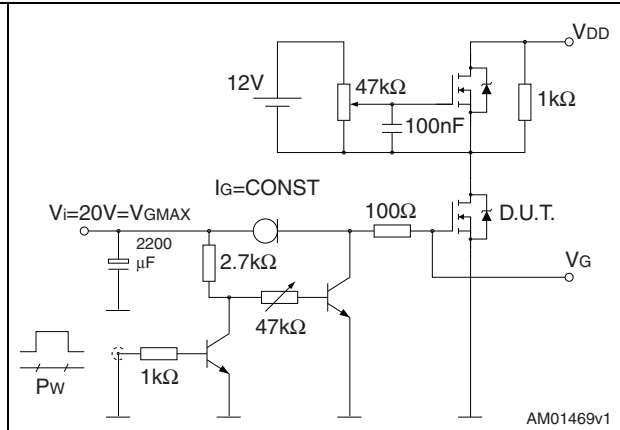 VDD
12V
47kΩ
1kΩ
100nF
IG=CONST
Vi=20V=VGMAX
100Ω
D.U.T.
2200
μF
2.7kΩ
VG
47kΩ
1kΩ
PW
AM01469v1